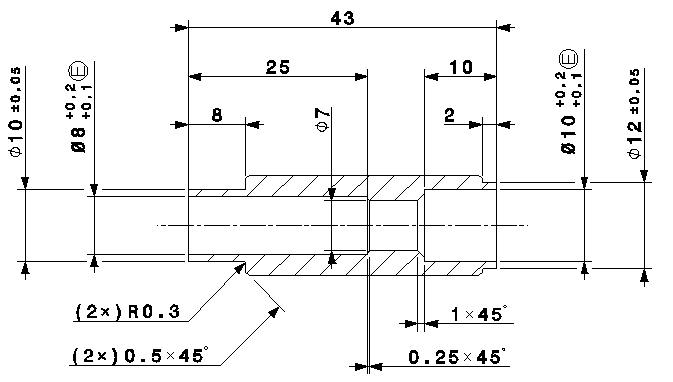 43
25
10
8
2
ϕ10 ±0,05
Ø8 +0,2 +0,1 Ⓔ
ϕ7
Ø10 +0,2 +0,1 Ⓔ
ϕ12 ±0,05
(2×) R0.3
1×45°
(2×) 0.5×45°
0.25×45°